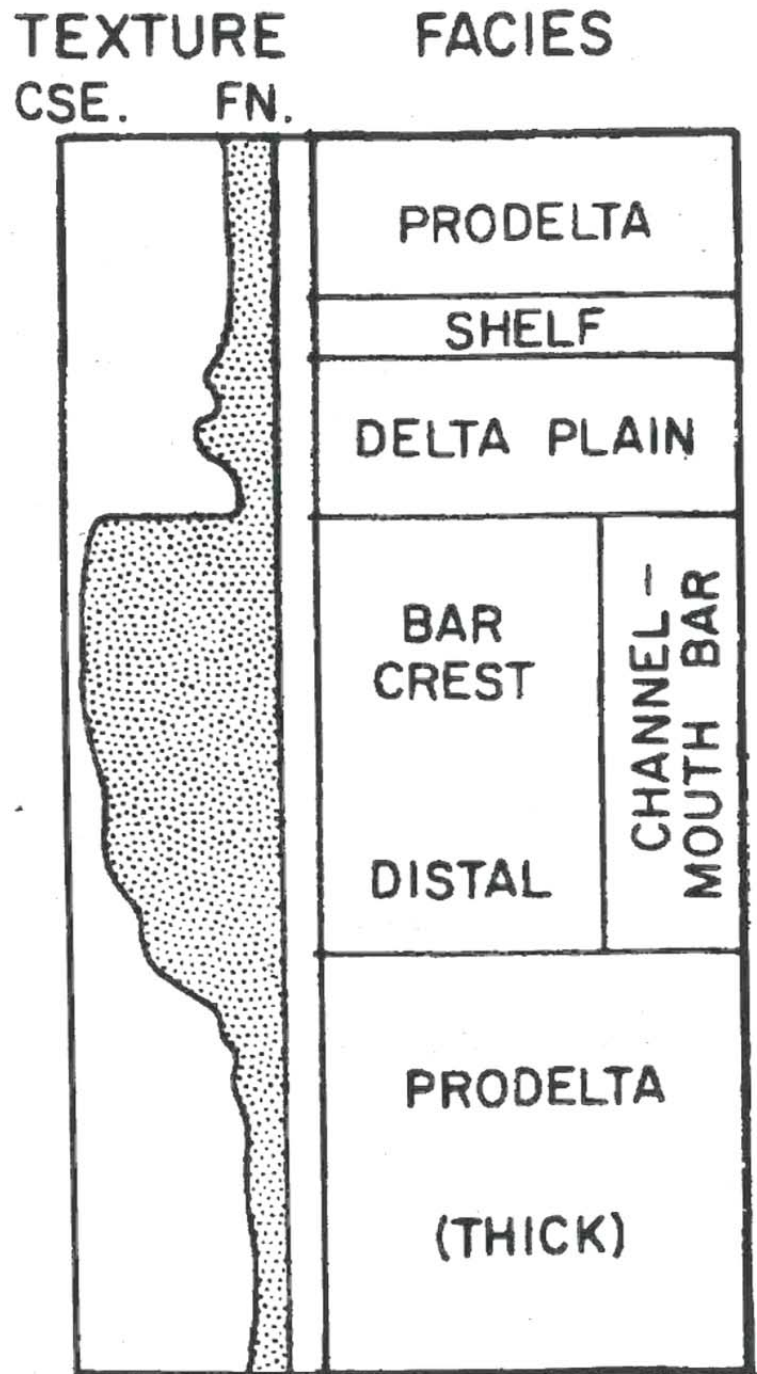 TEXTURE FACIES
CSE. FN.
PRODELTA
SHELF
DELTA PLAIN
BAR
CREST
DISTAL
CHANNEL–
MOUTH BAR
PRODELTA
(THICK)